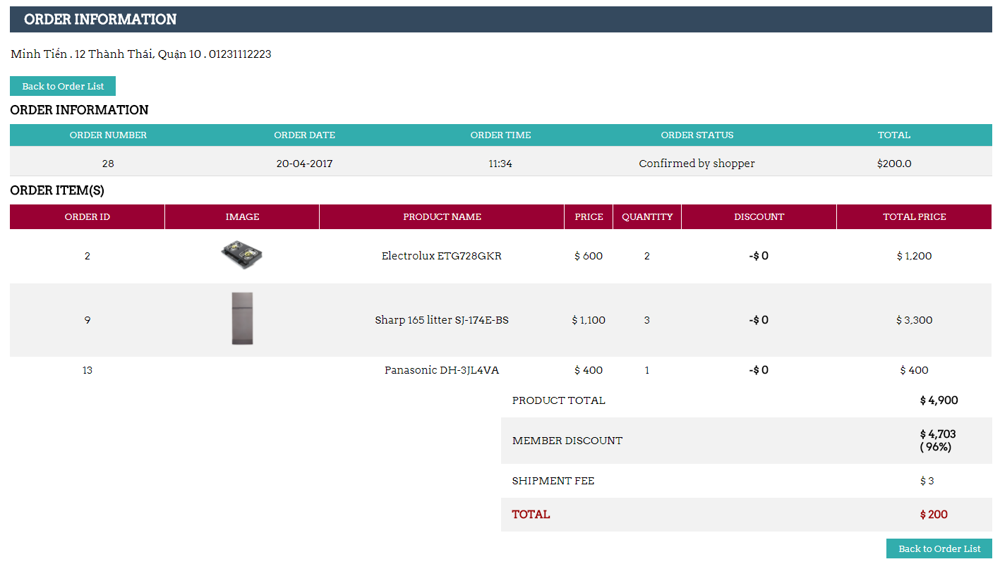 ORDER INFORMATION
Minh Tiến . 12 Thành Thái, Quận 10 . 01231112223
Back to Order List
ORDER INFORMATION
ORDER NUMBER ORDER DATE ORDER TIME ORDER STATUS TOTAL
28 20-04-2017 11:34 Confirmed by shopper $200.0
ORDER ITEM(S)
ORDER ID IMAGE PRODUCT NAME PRICE QUANTITY DISCOUNT TOTAL PRICE
2 Electrolux ETG728GKR $ 600 2 -$ 0 $ 1,200
9 Sharp 165 litter SJ-174E-BS $ 1,100 3 -$ 0 $ 3,300
13 Panasonic DH-3JL4VA $ 400 1 -$ 0 $ 400
PRODUCT TOTAL $ 4,900
MEMBER DISCOUNT $ 4,703
( 96%)
SHIPMENT FEE $ 3
TOTAL $ 200
Back to Order List